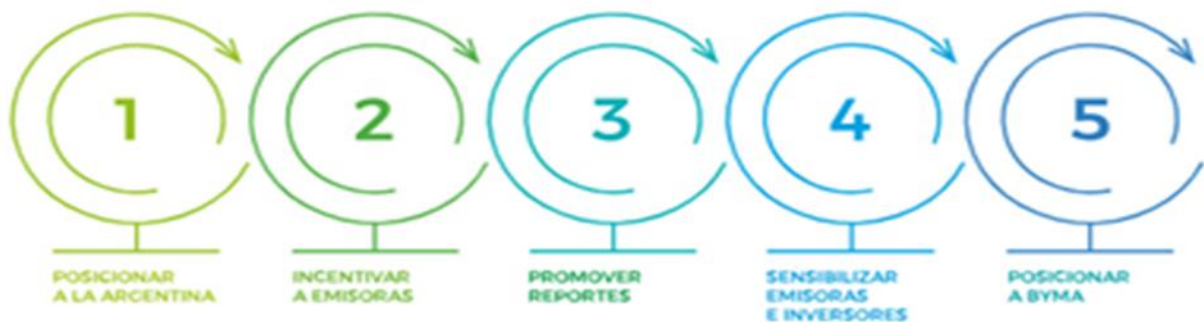 1
2
3
4
5
POSICIONAR
A LA ARGENTINA
INCENTIVAR
A EMISORAS
PROMOVER
REPORTES
SENSIBILIZAR
EMISORAS
E INVERSORES
POSICIONAR
A BYMA